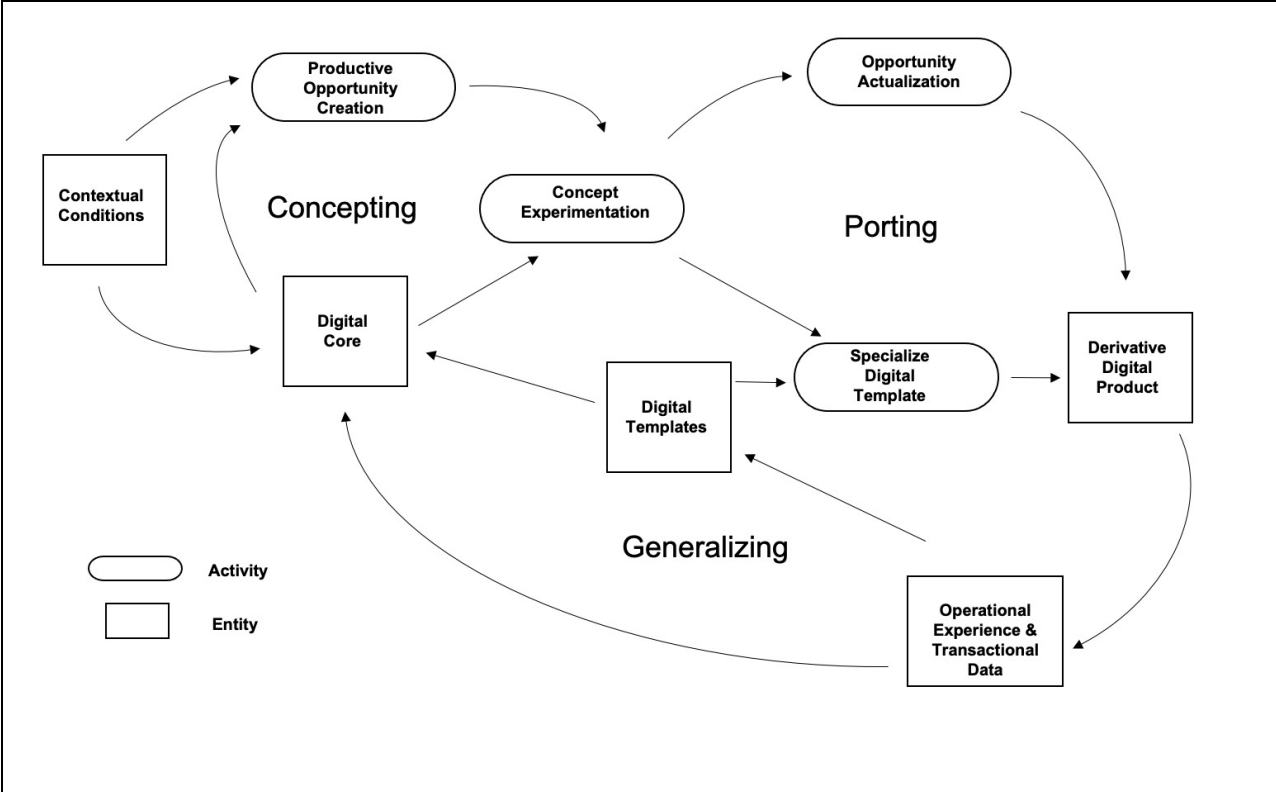 Productive
Opportunity
Creation
Opportunity
Actualization
Contextual
Conditions
Concepting
Concept
Experimentation
Porting
Digital
Core
Specialize
Digital
Template
Derivative
Digital
Product
Digital
Templates
Generalizing
Activity
Entity
Operational
Experience &
Transactional
Data